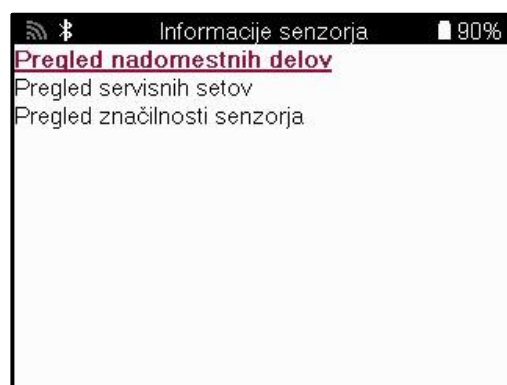 Informacije senzorja 90%
Pregled nadomestnih delov
Pregled servisnih setov
Pregled značilnosti senzorja